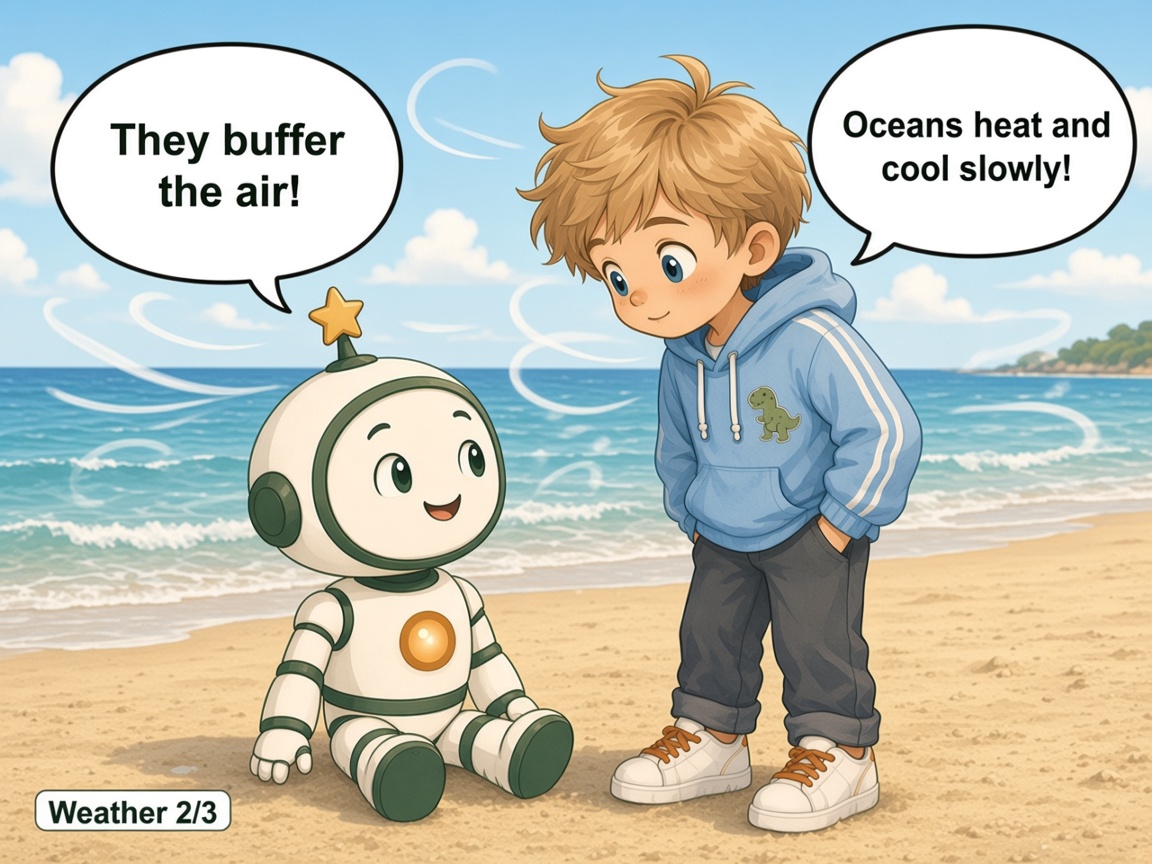 They buffer
the air!
Oceans heat and
cool slowly!
Weather 2/3